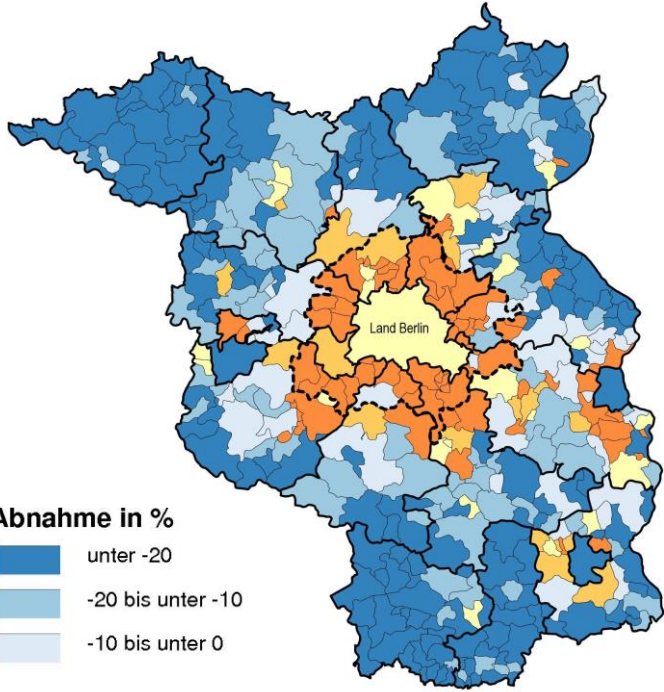 Land Berlin
Abnahme in %
unter -20
-20 bis unter -10
-10 bis unter 0